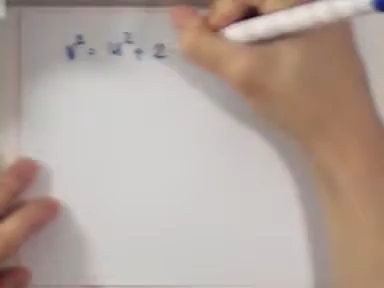 v² = u² + 2